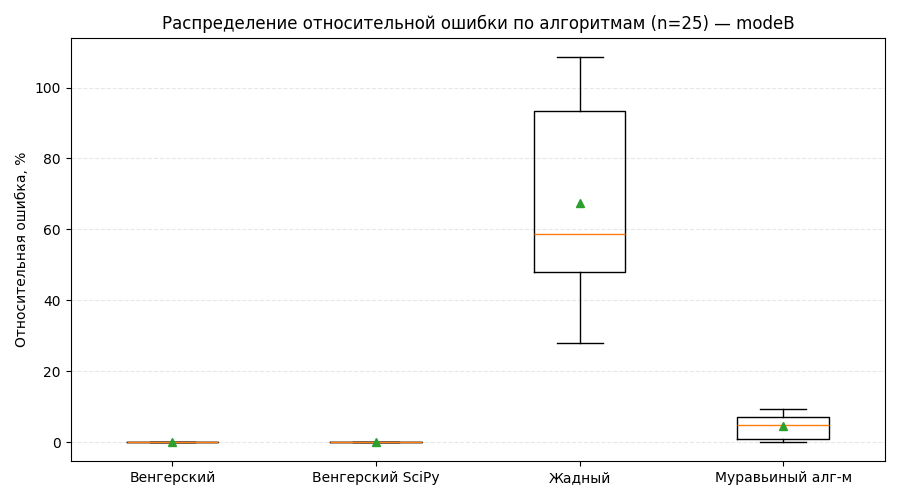 Распределение относительной ошибки по алгоритмам (n=25) — modeB
Относительная ошибка, %
100
80
60
40
20
0
Венгерский
Венгерский SciPy
Жадный
Муравьиный алг-м